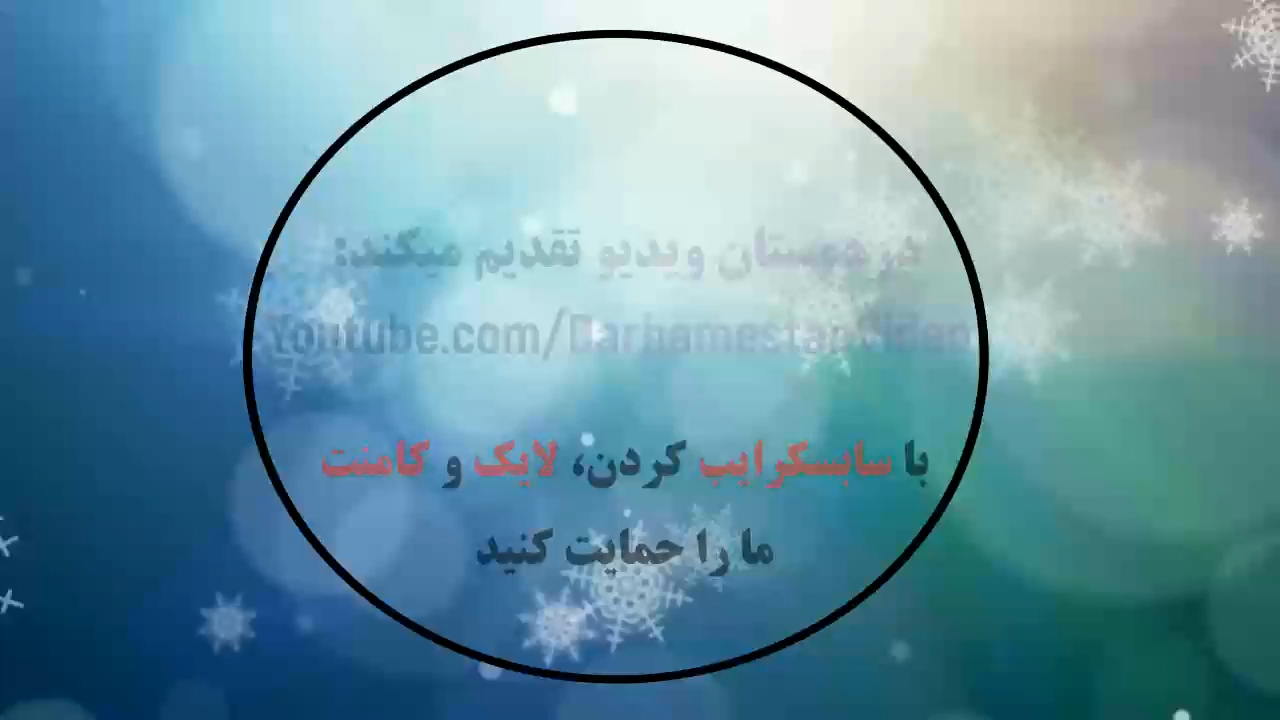 درهمستان ویدیو تقدیم میکند:
Youtube.com/DarhamestanVideo
با سابسکرایب کردن، لایک و کامنت
ما را حمایت کنید